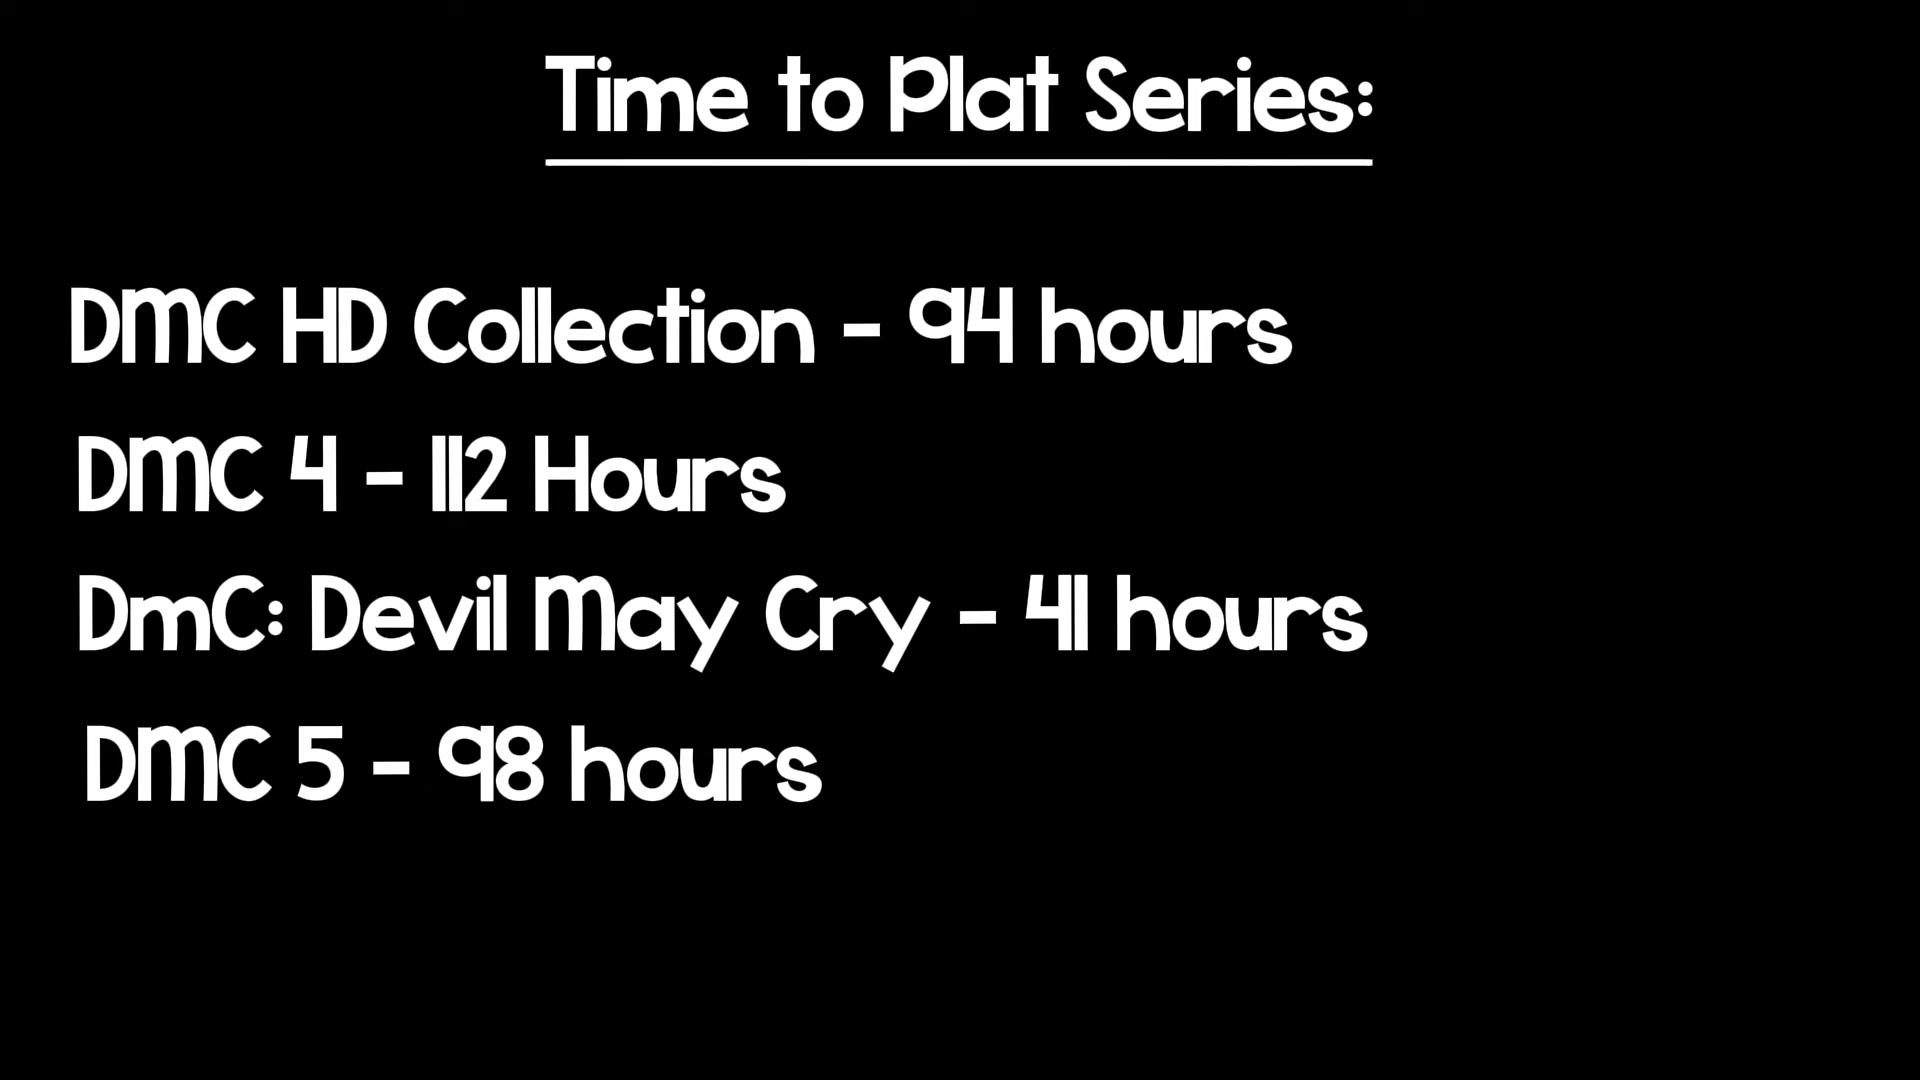 Time to Plat Series:
DMC HD Collection - 94 hours
DMC 4 - 112 Hours
DmC: Devil May Cry - 41 hours
DMC 5 - 98 hours